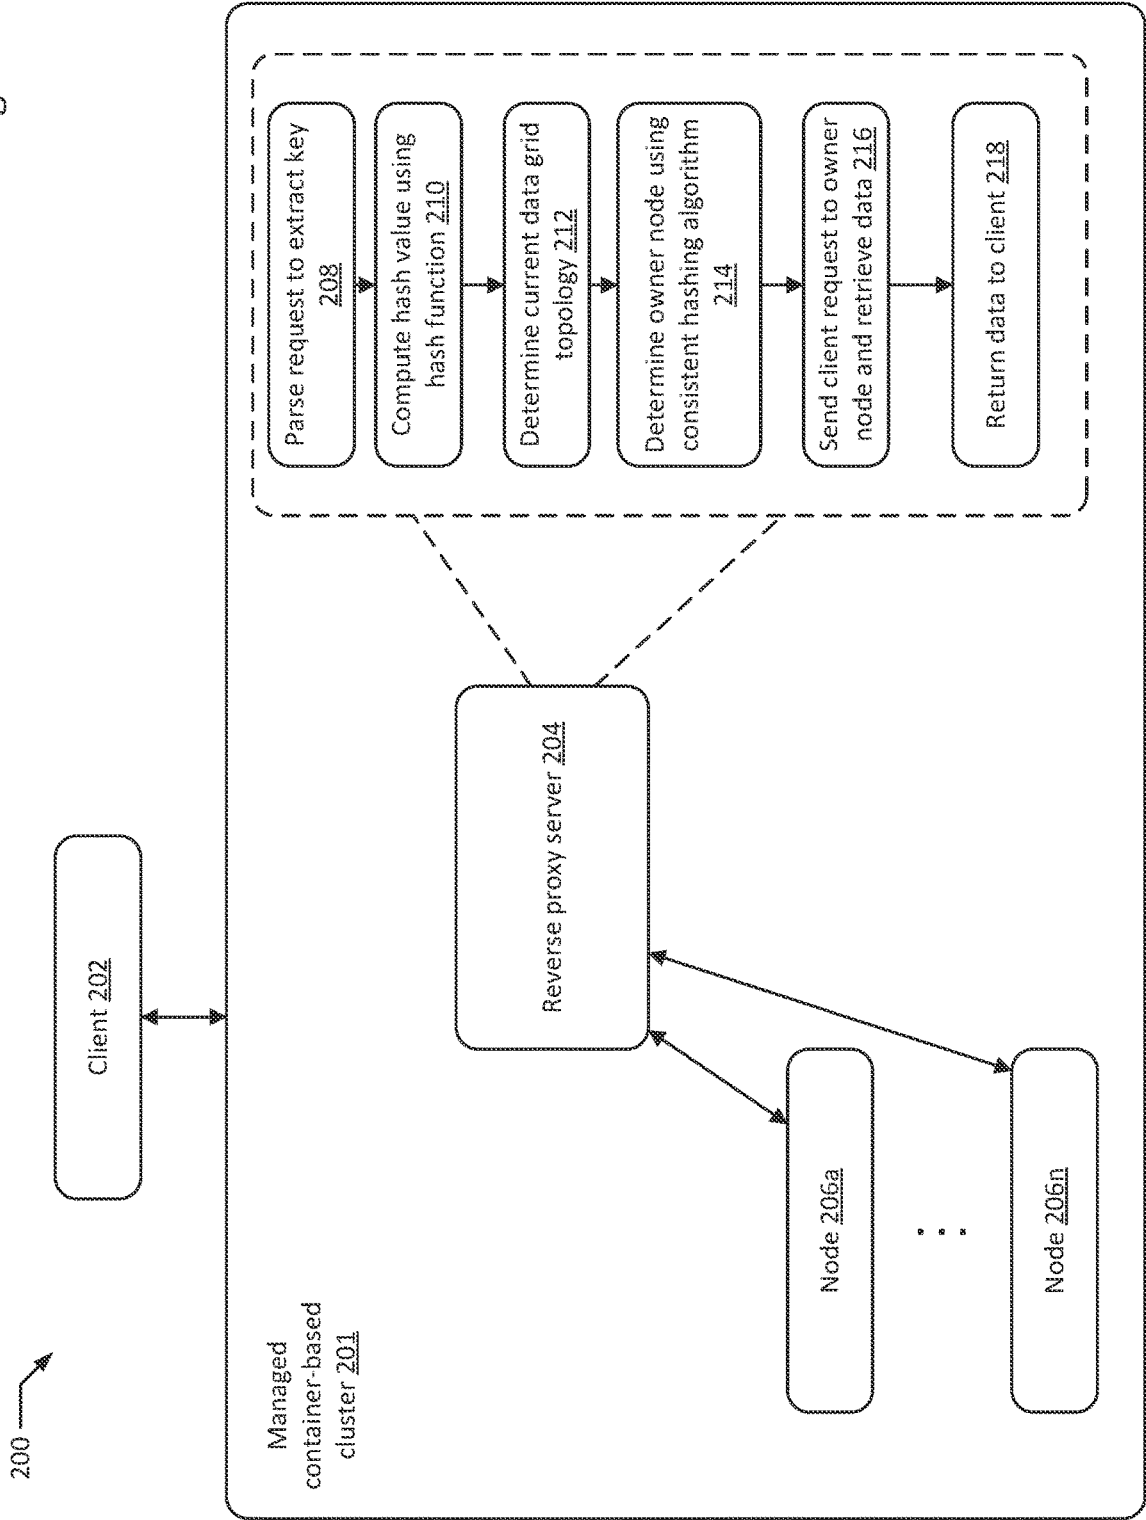 200
Client 202
Managed
container-based
cluster 201
Reverse proxy server 204
Node 206a
Node 206n
Parse request to extract key
208
Compute hash value using
hash function 210
Determine current data grid
topology 212
Determine owner node using
consistent hashing algorithm
214
Send client request to owner
node and retrieve data 216
Return data to client 218